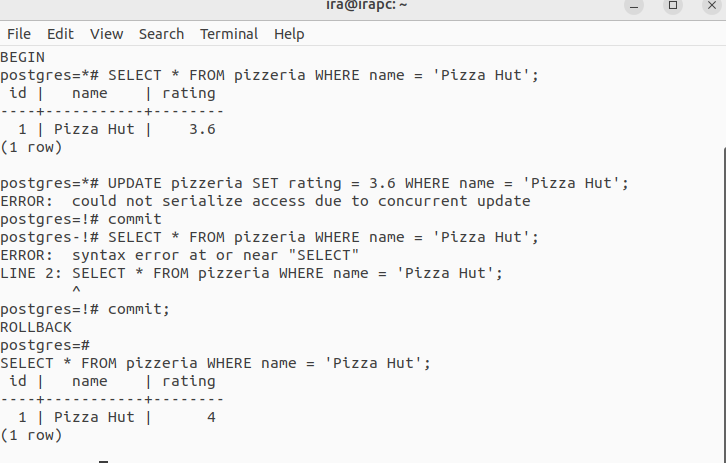 ira@irapc: ~
File Edit View Search Terminal Help
BEGIN
postgres=*# SELECT * FROM pizzeria WHERE name = 'Pizza Hut';
 id |   name    | rating
----+-----------+--------
  1 | Pizza Hut |    3.6
(1 row)

postgres=*# UPDATE pizzeria SET rating = 3.6 WHERE name = 'Pizza Hut';
ERROR:  could not serialize access due to concurrent update
postgres=!# commit
postgres-!# SELECT * FROM pizzeria WHERE name = 'Pizza Hut';
ERROR:  syntax error at or near "SELECT"
LINE 2: SELECT * FROM pizzeria WHERE name = 'Pizza Hut';
        ^
postgres=!# commit;
ROLLBACK
postgres=#
SELECT * FROM pizzeria WHERE name = 'Pizza Hut';
 id |   name    | rating
----+-----------+--------
  1 | Pizza Hut |      4
(1 row)